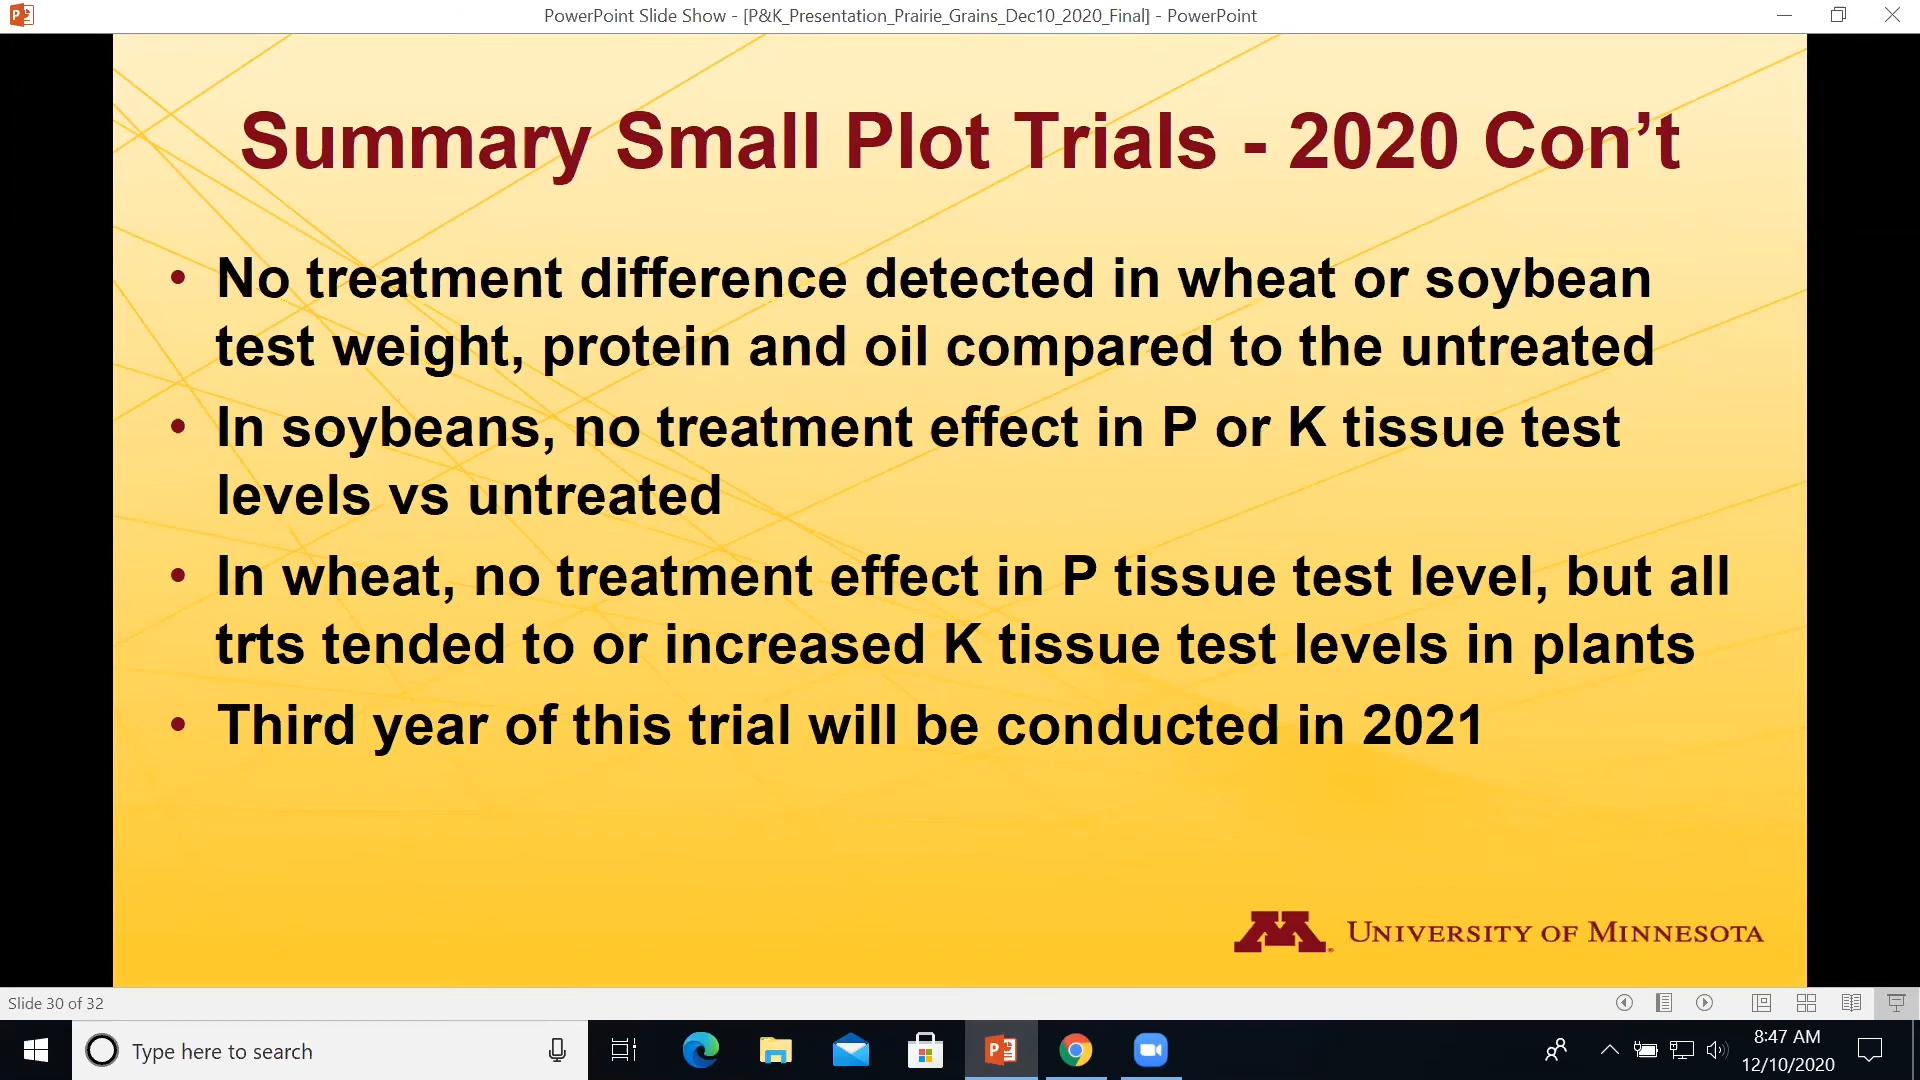 PowerPoint Slide Show - [P&K_Presentation_Prairie_Grains_Dec10_2020_Final] - PowerPoint
Summary Small Plot Trials - 2020 Con’t
• No treatment difference detected in wheat or soybean
test weight, protein and oil compared to the untreated
• In soybeans, no treatment effect in P or K tissue test
levels vs untreated
• In wheat, no treatment effect in P tissue test level, but all
trts tended to or increased K tissue test levels in plants
• Third year of this trial will be conducted in 2021
M University of Minnesota
Slide 30 of 32
Type here to search
8:47 AM
12/10/2020